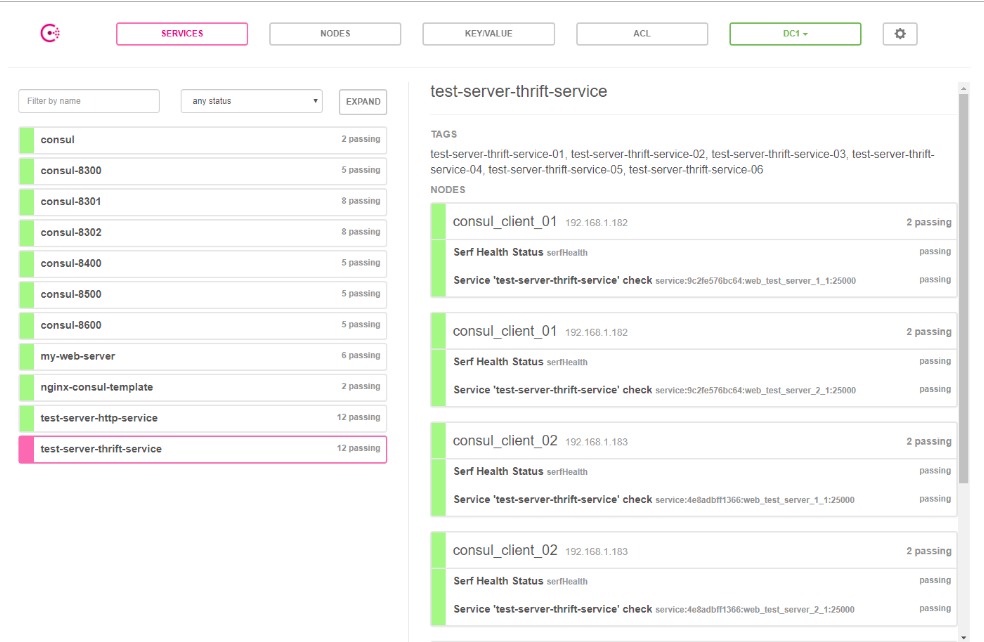 SERVICES NODES KEY/VALUE ACL DC1
Filter by name any status EXPAND
consul 2 passing
consul-8300 5 passing
consul-8301 8 passing
consul-8302 8 passing
consul-8400 5 passing
consul-8500 5 passing
consul-8600 5 passing
my-web-server 6 passing
nginx-consul-template 2 passing
test-server-http-service 12 passing
test-server-thrift-service 12 passing
test-server-thrift-service
TAGS
test-server-thrift-service-01, test-server-thrift-service-02, test-server-thrift-service-03, test-server-thrift-
service-04, test-server-thrift-service-05, test-server-thrift-service-06
NODES
consul_client_01 192.168.1.182 2 passing
Serf Health Status serfHealth passing
Service 'test-server-thrift-service' check service:9c2fe576bc64:web_test_server_1_1:25000 passing
consul_client_01 192.168.1.182 2 passing
Serf Health Status serfHealth passing
Service 'test-server-thrift-service' check service:9c2fe576bc64:web_test_server_2_1:25000 passing
consul_client_02 192.168.1.183 2 passing
Serf Health Status serfHealth passing
Service 'test-server-thrift-service' check service:4e8adbff1366:web_test_server_1_1:25000 passing
consul_client_02 192.168.1.183 2 passing
Serf Health Status serfHealth passing
Service 'test-server-thrift-service' check service:4e8adbff1366:web_test_server_2_1:25000 passing